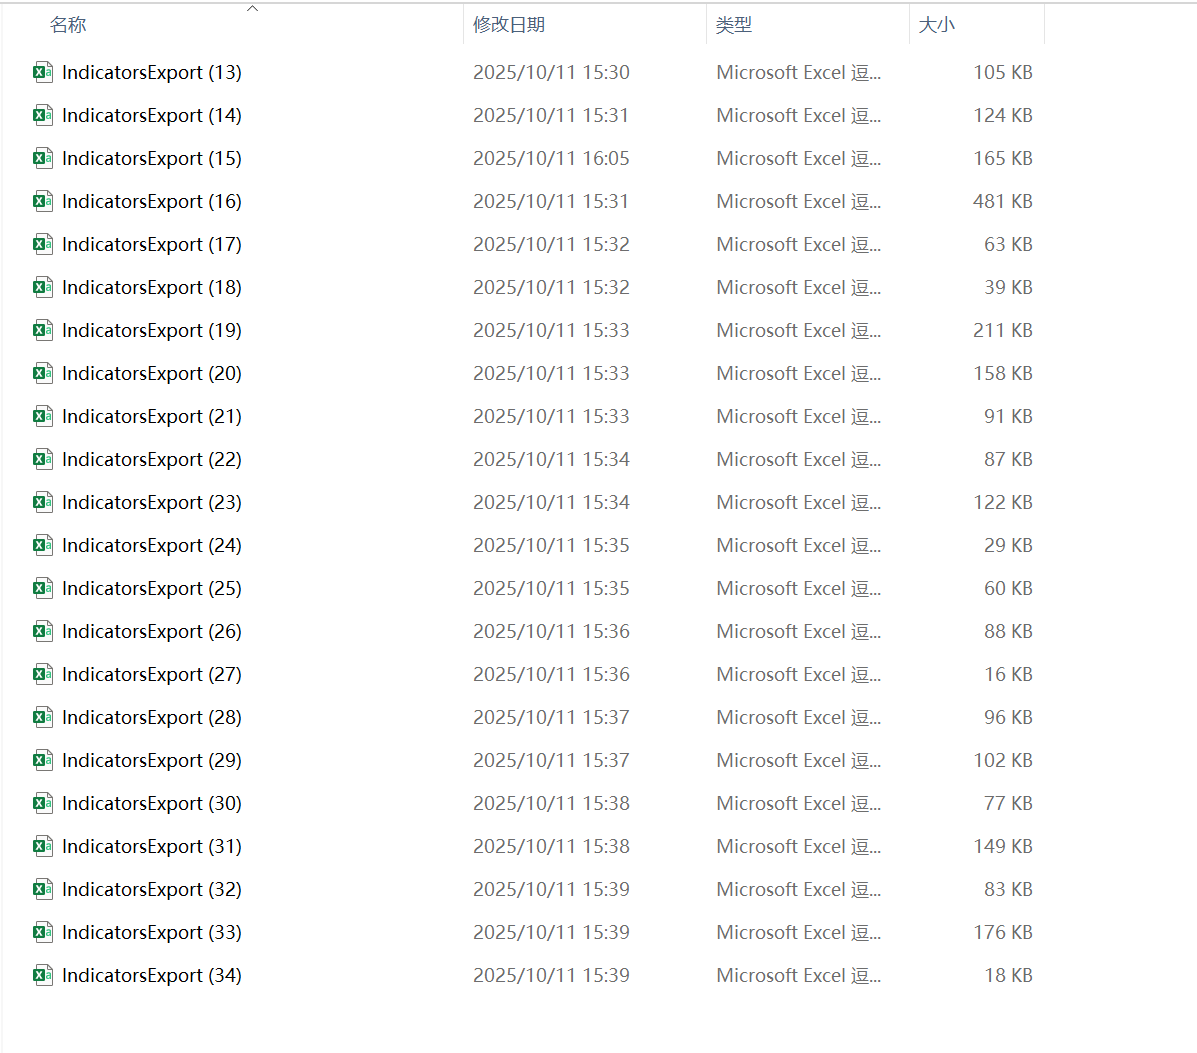 名称 修改日期 类型 大小
IndicatorsExport (13) 2025/10/11 15:30 Microsoft Excel 逗... 105 KB
IndicatorsExport (14) 2025/10/11 15:31 Microsoft Excel 逗... 124 KB
IndicatorsExport (15) 2025/10/11 16:05 Microsoft Excel 逗... 165 KB
IndicatorsExport (16) 2025/10/11 15:31 Microsoft Excel 逗... 481 KB
IndicatorsExport (17) 2025/10/11 15:32 Microsoft Excel 逗... 63 KB
IndicatorsExport (18) 2025/10/11 15:32 Microsoft Excel 逗... 39 KB
IndicatorsExport (19) 2025/10/11 15:33 Microsoft Excel 逗... 211 KB
IndicatorsExport (20) 2025/10/11 15:33 Microsoft Excel 逗... 158 KB
IndicatorsExport (21) 2025/10/11 15:33 Microsoft Excel 逗... 91 KB
IndicatorsExport (22) 2025/10/11 15:34 Microsoft Excel 逗... 87 KB
IndicatorsExport (23) 2025/10/11 15:34 Microsoft Excel 逗... 122 KB
IndicatorsExport (24) 2025/10/11 15:35 Microsoft Excel 逗... 29 KB
IndicatorsExport (25) 2025/10/11 15:35 Microsoft Excel 逗... 60 KB
IndicatorsExport (26) 2025/10/11 15:36 Microsoft Excel 逗... 88 KB
IndicatorsExport (27) 2025/10/11 15:36 Microsoft Excel 逗... 16 KB
IndicatorsExport (28) 2025/10/11 15:37 Microsoft Excel 逗... 96 KB
IndicatorsExport (29) 2025/10/11 15:37 Microsoft Excel 逗... 102 KB
IndicatorsExport (30) 2025/10/11 15:38 Microsoft Excel 逗... 77 KB
IndicatorsExport (31) 2025/10/11 15:38 Microsoft Excel 逗... 149 KB
IndicatorsExport (32) 2025/10/11 15:39 Microsoft Excel 逗... 83 KB
IndicatorsExport (33) 2025/10/11 15:39 Microsoft Excel 逗... 176 KB
IndicatorsExport (34) 2025/10/11 15:39 Microsoft Excel 逗... 18 KB